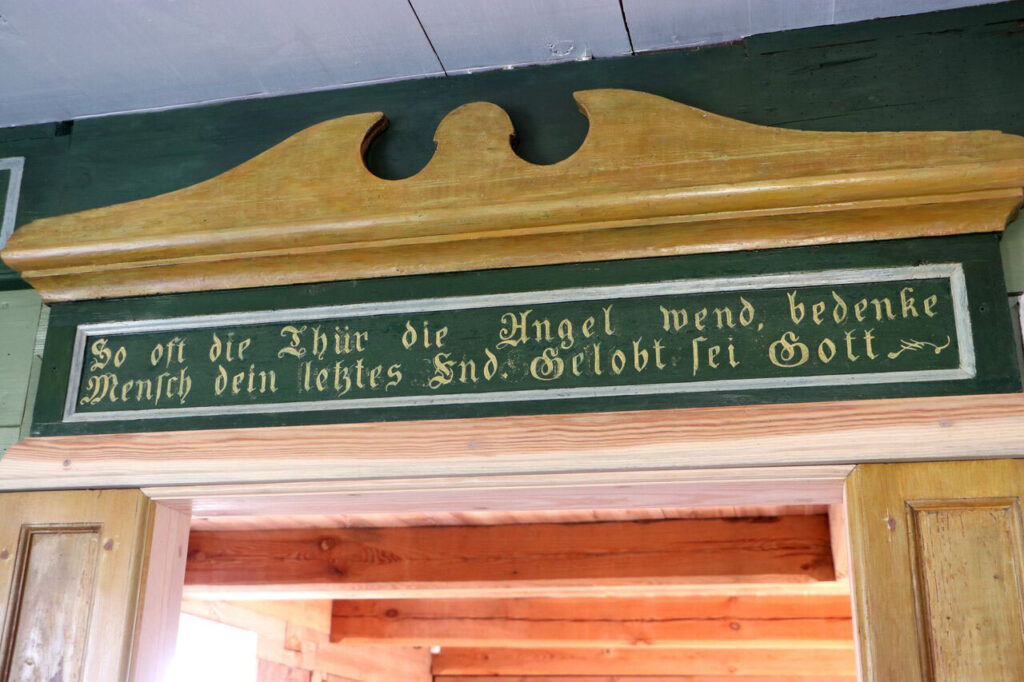 So oft die Thür die Angel wend, bedenke
Mensch dein letztes End. Gelobt sei Gott.